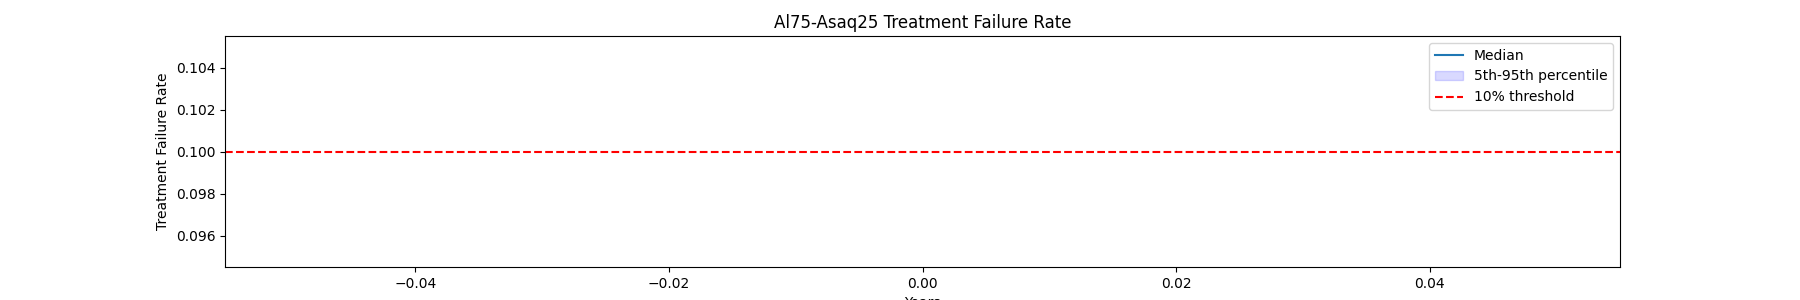 Al75-Asaq25 Treatment Failure Rate
Treatment Failure Rate
0.104
0.102
0.100
0.098
0.096
Median
5th-95th percentile
10% threshold
−0.04
−0.02
0.00
0.02
0.04
Years